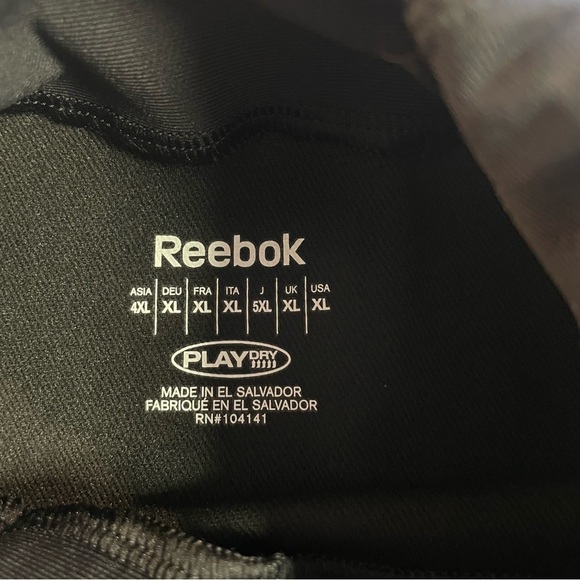 Reebok
ASIA DEU FRA ITA J UK USA
4XL XL XL XL 5XL XL XL
PLAYDRY
MADE IN EL SALVADOR
FABRIQUÉ EN EL SALVADOR
RN#104141